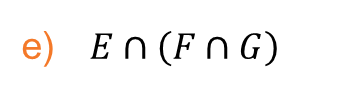 e) E ∩ (F ∩ G)